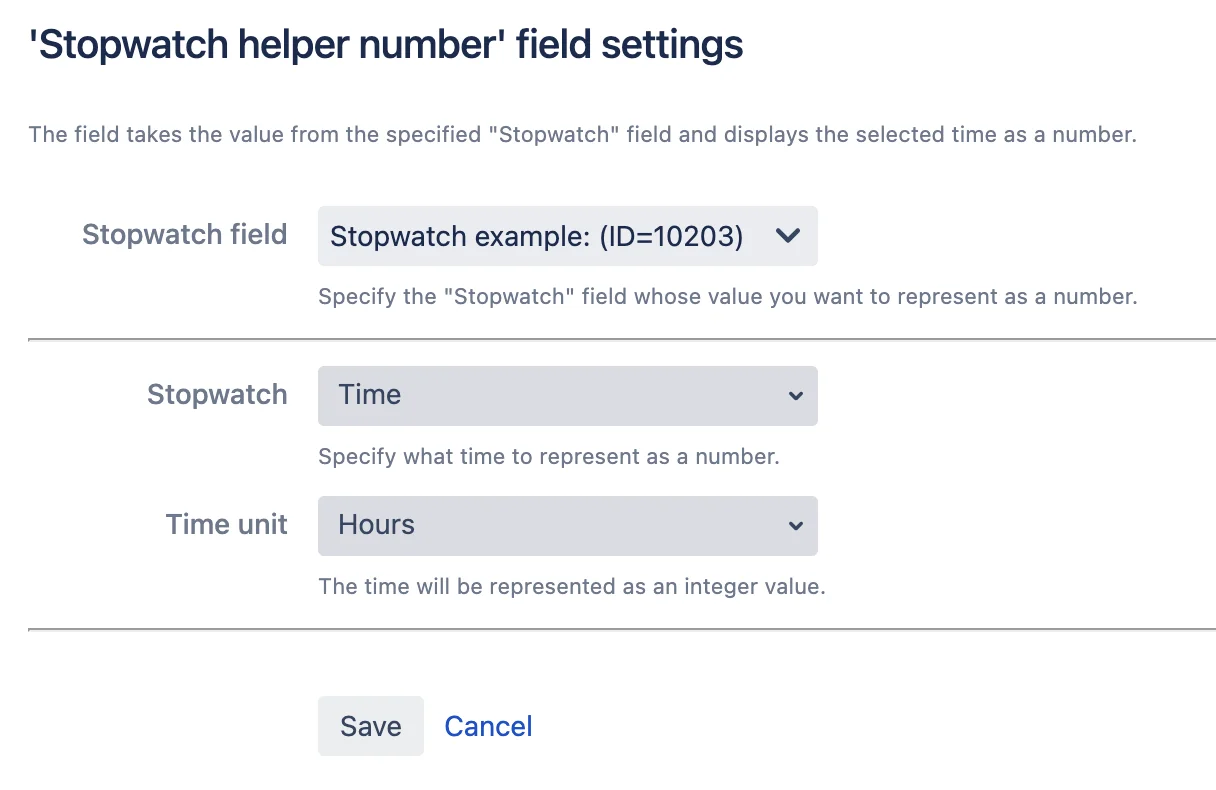 'Stopwatch helper number' field settings
The field takes the value from the specified "Stopwatch" field and displays the selected time as a number.
Stopwatch field
Stopwatch example: (ID=10203)
Specify the "Stopwatch" field whose value you want to represent as a number.
Stopwatch
Time
Specify what time to represent as a number.
Time unit
Hours
The time will be represented as an integer value.
Save
Cancel